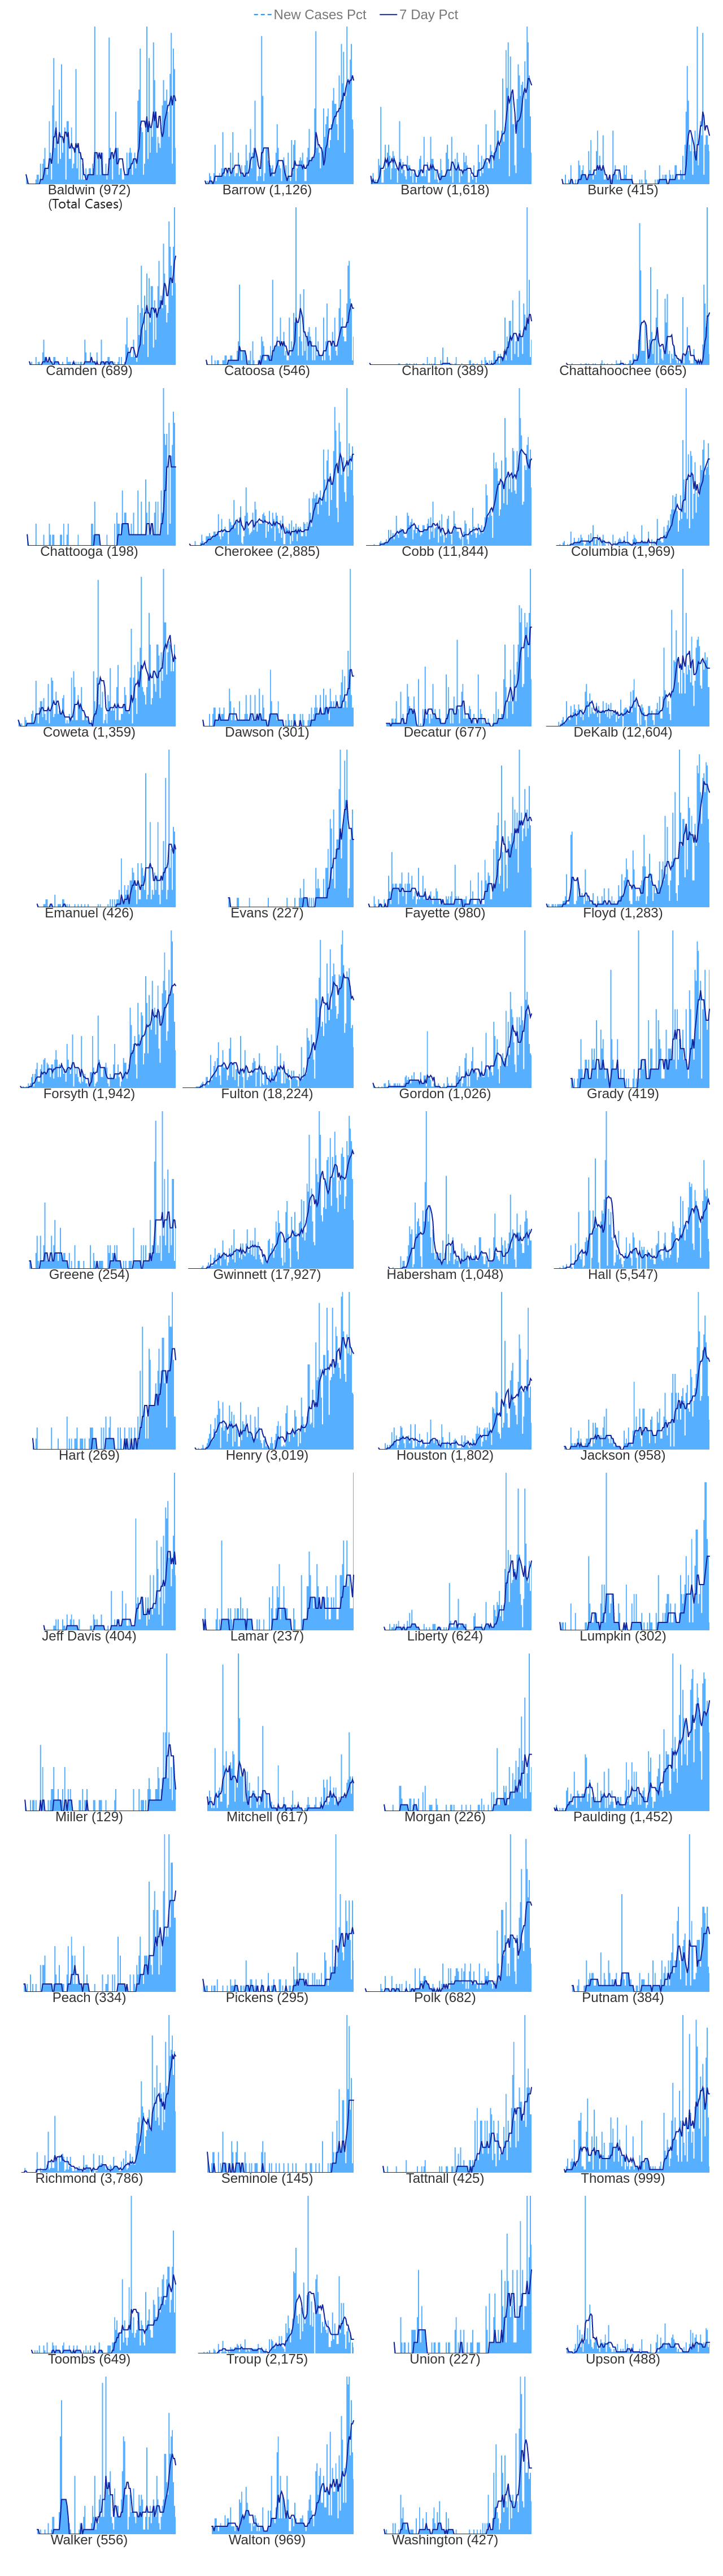 New Cases Pct 7 Day Pct
Baldwin (972) Barrow (1,126) Bartow (1,618) Burke (415)
(Total Cases)
Camden (689) Catoosa (546) Charlton (389) Chattahoochee (665)
Chattooga (198) Cherokee (2,885) Cobb (11,844) Columbia (1,969)
Coweta (1,359) Dawson (301) Decatur (677) DeKalb (12,604)
Emanuel (426) Evans (227) Fayette (980) Floyd (1,283)
Forsyth (1,942) Fulton (18,224) Gordon (1,026) Grady (419)
Greene (254) Gwinnett (17,927) Habersham (1,048) Hall (5,547)
Hart (269) Henry (3,019) Houston (1,802) Jackson (958)
Jeff Davis (404) Lamar (237) Liberty (624) Lumpkin (302)
Miller (129) Mitchell (617) Morgan (226) Paulding (1,452)
Peach (334) Pickens (295) Polk (682) Putnam (384)
Richmond (3,786) Seminole (145) Tattnall (425) Thomas (999)
Toombs (649) Troup (2,175) Union (227) Upson (488)
Walker (556) Walton (969) Washington (427)